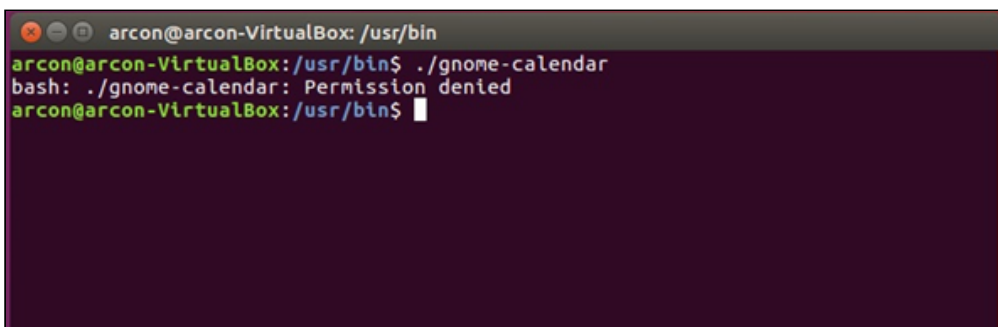 arcon@arcon-VirtualBox: /usr/bin
arcon@arcon-VirtualBox:/usr/bin$ ./gnome-calendar
bash: ./gnome-calendar: Permission denied
arcon@arcon-VirtualBox:/usr/bin$